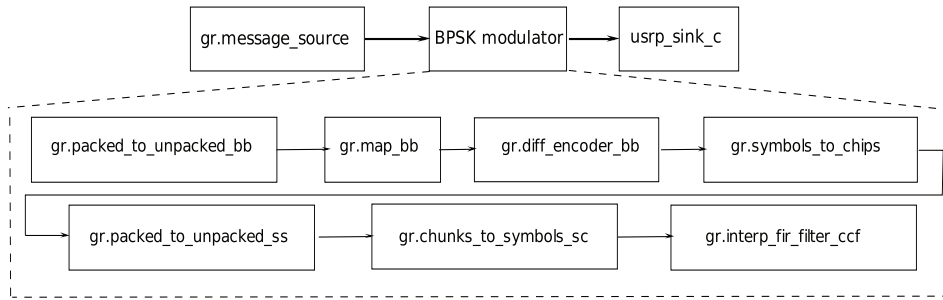 gr.message_source
BPSK modulator
usrp_sink_c
gr.packed_to_unpacked_bb
gr.map_bb
gr.diff_encoder_bb
gr.symbols_to_chips
gr.packed_to_unpacked_ss
gr.chunks_to_symbols_sc
gr.interp_fir_filter_ccf